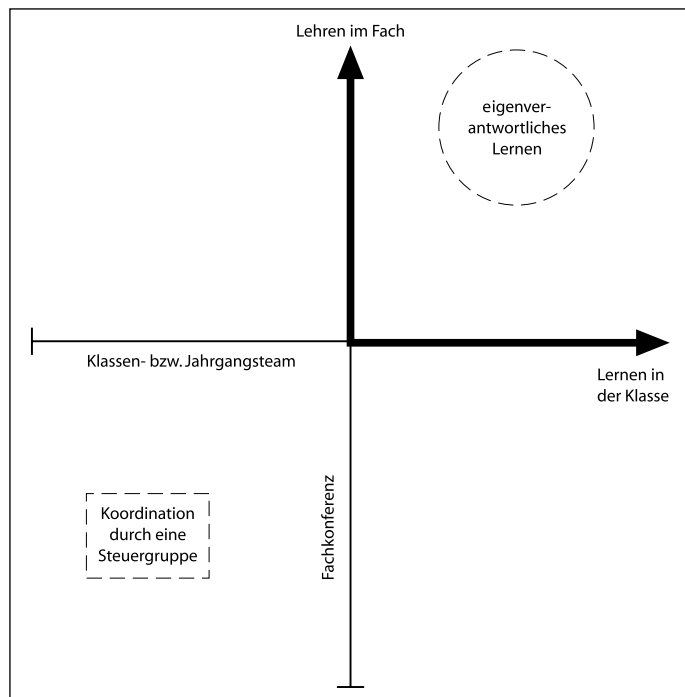 Lehren im Fach
eigenver-
antwortliches
Lernen
Klassen- bzw. Jahrgangsteam
Lernen in
der Klasse
Koordination
durch eine
Steuergruppe
Fachkonferenz